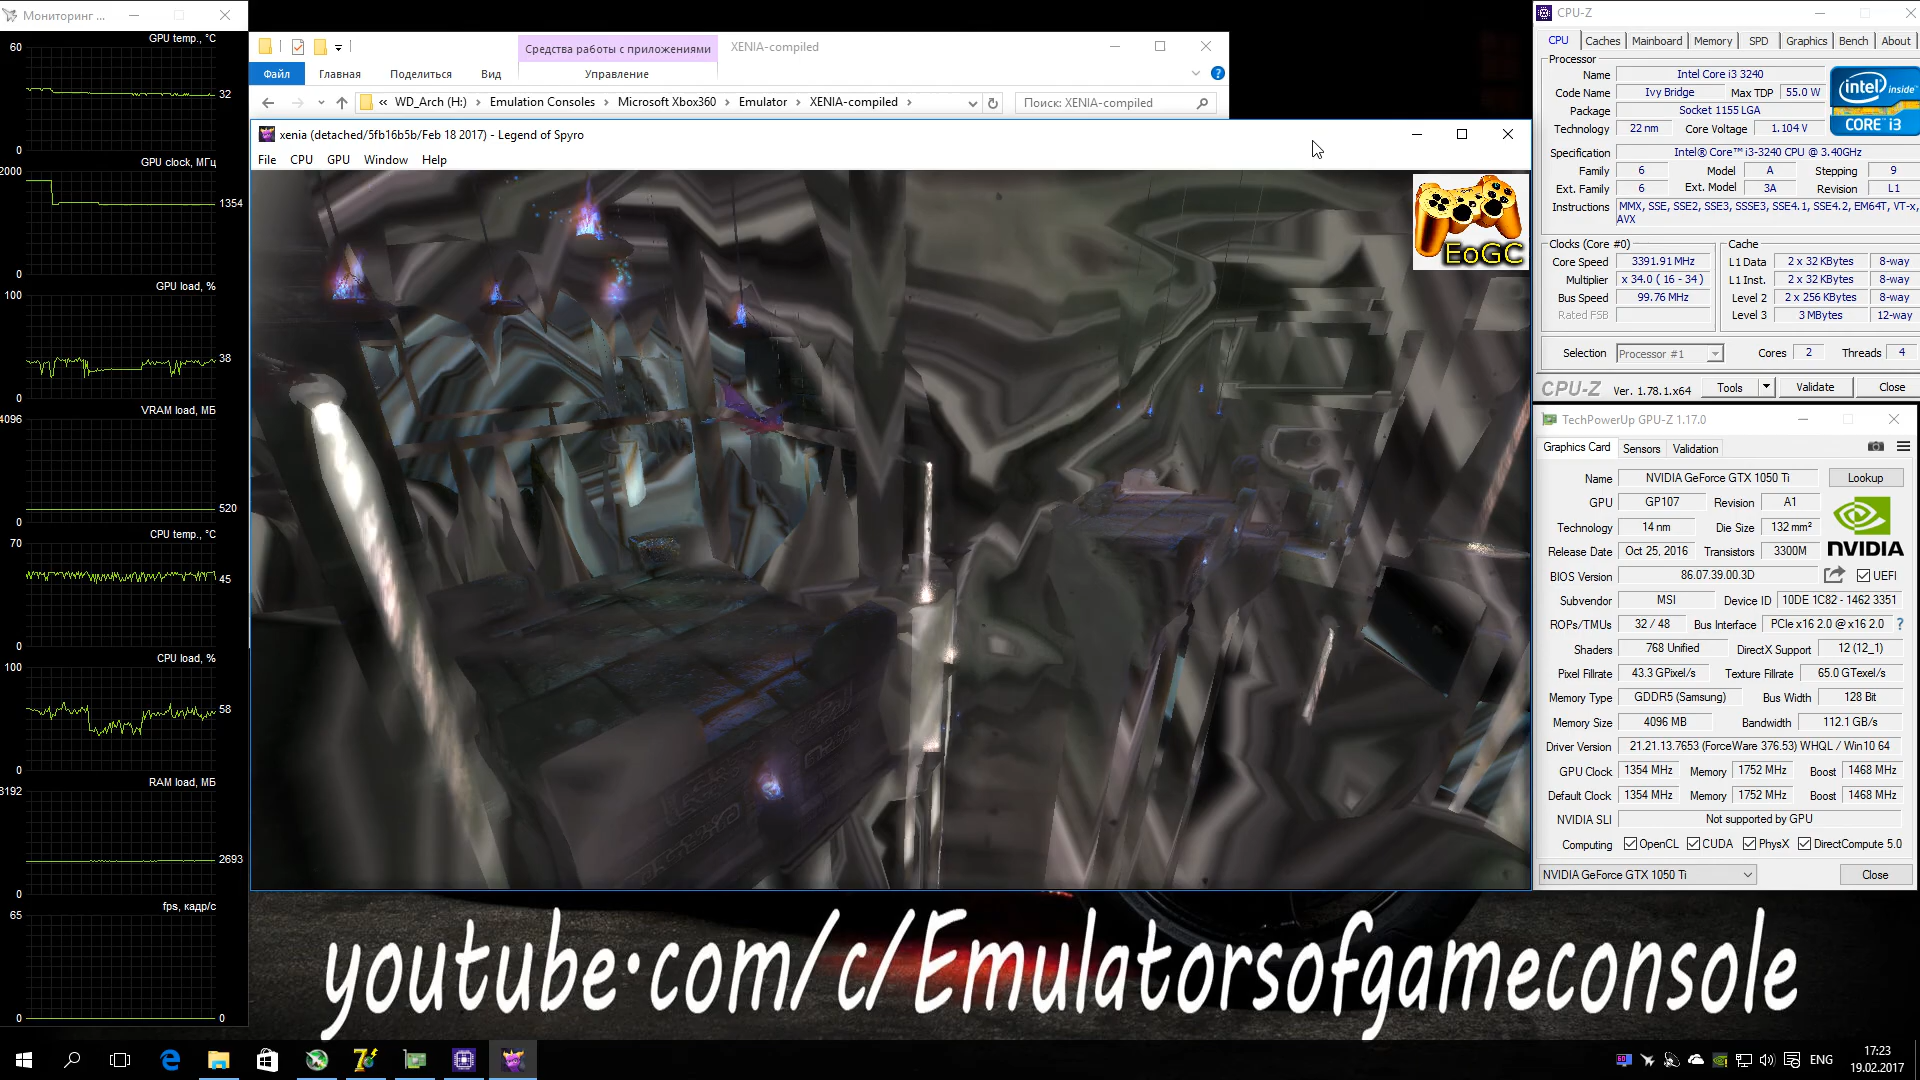 Мониторинг ...
GPU temp., °C
60
32
0
GPU clock, МГц
2000
1354
0
GPU load, %
100
38
0
VRAM load, МБ
4096
520
0
CPU temp., °C
70
45
0
CPU load, %
100
58
0
RAM load, МБ
8192
2693
0
fps, кадр/с
65
0 0
Средства работы с приложениями XENIA-compiled
Файл Главная Поделиться Вид Управление
« WD_Arch (H:) › Emulation Consoles › Microsoft Xbox360 › Emulator › XENIA-compiled ›
Поиск: XENIA-compiled
xenia (detached/5fb16b5b/Feb 18 2017) - Legend of Spyro
File CPU GPU Window Help
EoGC
CPU-Z
CPU Caches Mainboard Memory SPD Graphics Bench About
Processor
Name Intel Core i3 3240
Code Name Ivy Bridge Max TDP 55.0 W
Package Socket 1155 LGA
Technology 22 nm Core Voltage 1.104 V
intel inside™
CORE i3
Specification Intel® Core™ i3-3240 CPU @ 3.40GHz
Family 6 Model A Stepping 9
Ext. Family 6 Ext. Model 3A Revision L1
Instructions MMX, SSE, SSE2, SSE3, SSSE3, SSE4.1, SSE4.2, EM64T, VT-x,
AVX
Clocks (Core #0) Cache
Core Speed 3391.91 MHz L1 Data 2 x 32 KBytes 8-way
Multiplier x 34.0 ( 16 - 34 ) L1 Inst. 2 x 32 KBytes 8-way
Bus Speed 99.76 MHz Level 2 2 x 256 KBytes 8-way
Rated FSB Level 3 3 MBytes 12-way
Selection Processor #1 Cores 2 Threads 4
CPU-Z Ver. 1.78.1.x64 Tools Validate Close
TechPowerUp GPU-Z 1.17.0
Graphics Card Sensors Validation
Name NVIDIA GeForce GTX 1050 Ti Lookup
GPU GP107 Revision A1
Technology 14 nm Die Size 132 mm²
Release Date Oct 25, 2016 Transistors 3300M
NVIDIA
BIOS Version 86.07.39.00.3D UEFI
Subvendor MSI Device ID 10DE 1C82 - 1462 3351
ROPs/TMUs 32 / 48 Bus Interface PCIe x16 2.0 @ x16 2.0 ?
Shaders 768 Unified DirectX Support 12 (12_1)
Pixel Fillrate 43.3 GPixel/s Texture Fillrate 65.0 GTexel/s
Memory Type GDDR5 (Samsung) Bus Width 128 Bit
Memory Size 4096 MB Bandwidth 112.1 GB/s
Driver Version 21.21.13.7653 (ForceWare 376.53) WHQL / Win10 64
GPU Clock 1354 MHz Memory 1752 MHz Boost 1468 MHz
Default Clock 1354 MHz Memory 1752 MHz Boost 1468 MHz
NVIDIA SLI Not supported by GPU
Computing OpenCL CUDA PhysX DirectCompute 5.0
NVIDIA GeForce GTX 1050 Ti Close
youtube.com/c/Emulatorsofgameconsole
ENG
17:23
19.02.2017